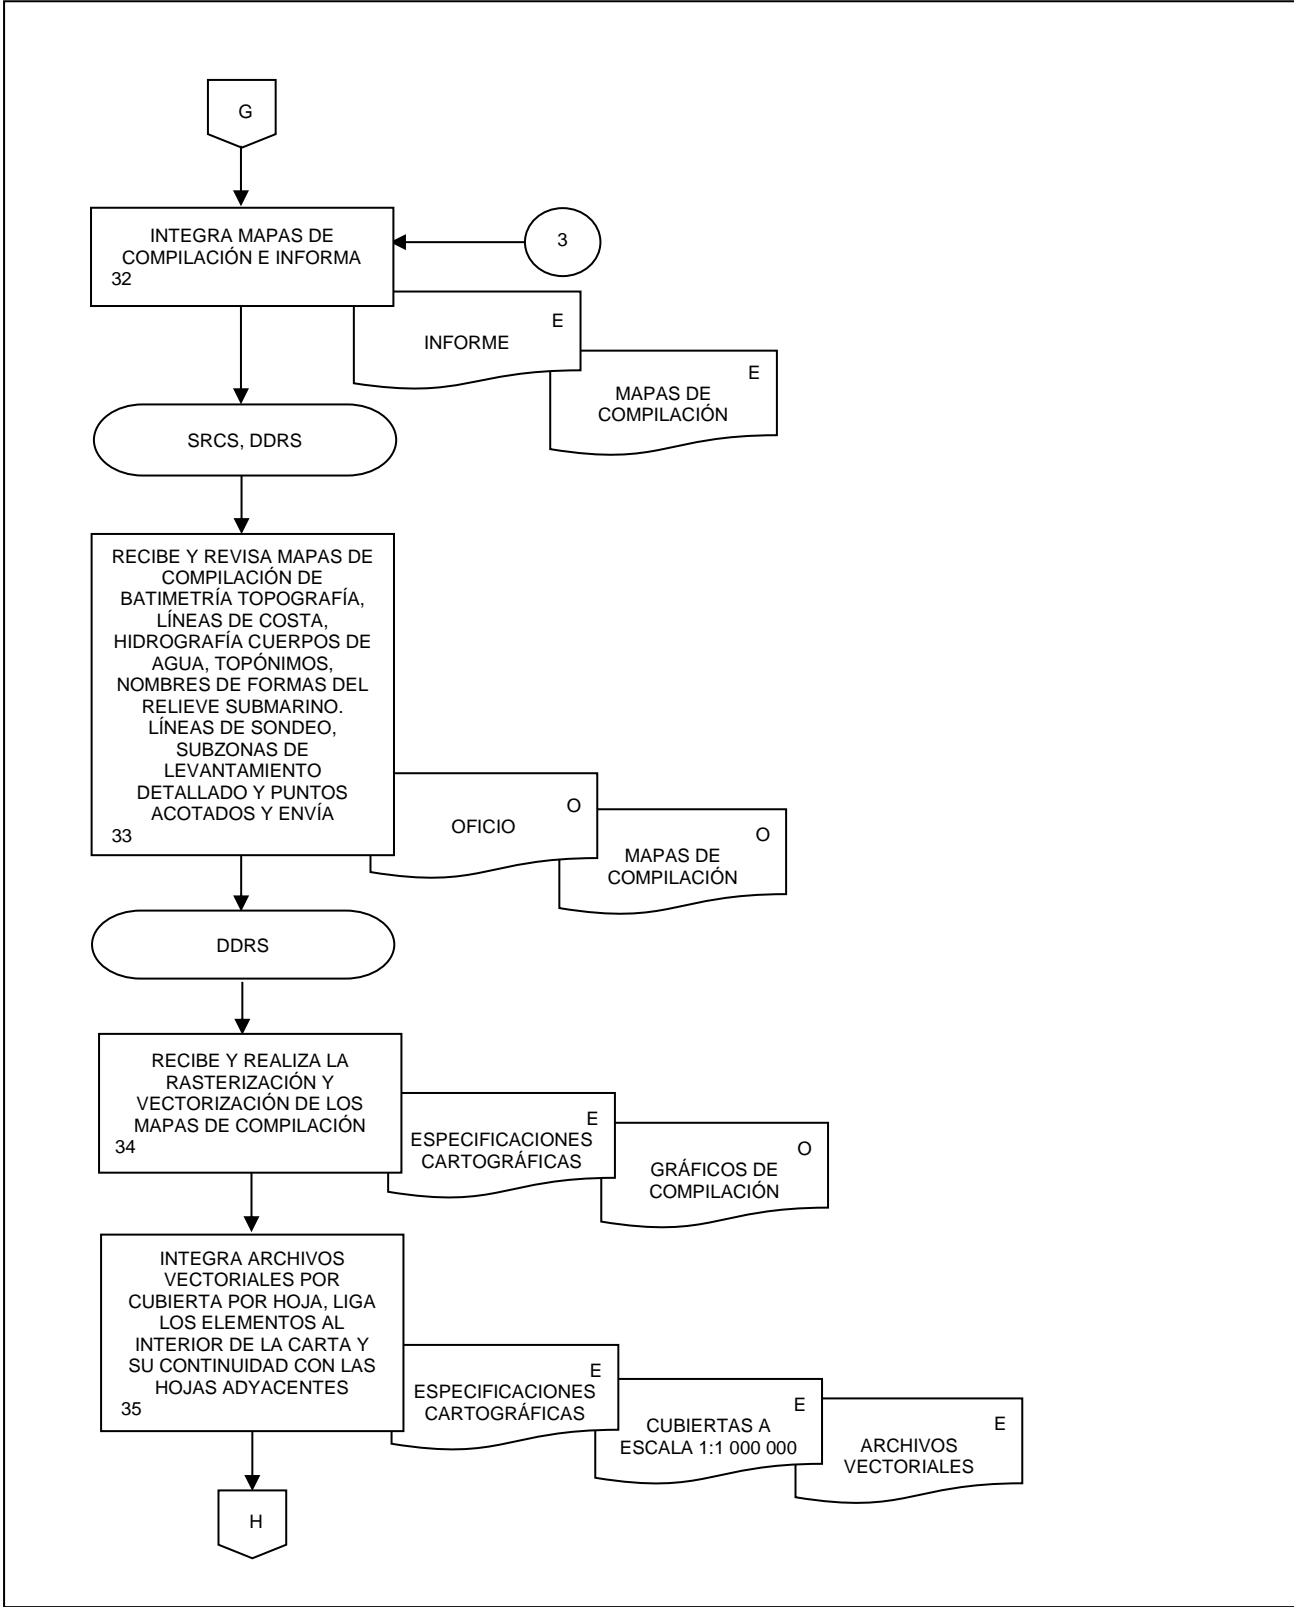 G
INTEGRA MAPAS DE
COMPILACIÓN E INFORMA
32
3
E
INFORME
E
MAPAS DE
COMPILACIÓN
SRCS, DDRS
RECIBE Y REVISA MAPAS DE
COMPILACIÓN DE
BATIMETRÍA TOPOGRAFÍA,
LÍNEAS DE COSTA,
HIDROGRAFÍA CUERPOS DE
AGUA, TOPÓNIMOS,
NOMBRES DE FORMAS DEL
RELIEVE SUBMARINO.
LÍNEAS DE SONDEO,
SUBZONAS DE
LEVANTAMIENTO
DETALLADO Y PUNTOS
ACOTADOS Y ENVÍA
33
O
OFICIO
O
MAPAS DE
COMPILACIÓN
DDRS
RECIBE Y REALIZA LA
RASTERIZACIÓN Y
VECTORIZACIÓN DE LOS
MAPAS DE COMPILACIÓN
34
E
ESPECIFICACIONES
CARTOGRÁFICAS
O
GRÁFICOS DE
COMPILACIÓN
INTEGRA ARCHIVOS
VECTORIALES POR
CUBIERTA POR HOJA, LIGA
LOS ELEMENTOS AL
INTERIOR DE LA CARTA Y
SU CONTINUIDAD CON LAS
HOJAS ADYACENTES
35
E
ESPECIFICACIONES
CARTOGRÁFICAS
E
CUBIERTAS A
ESCALA 1:1 000 000
E
ARCHIVOS
VECTORIALES
H